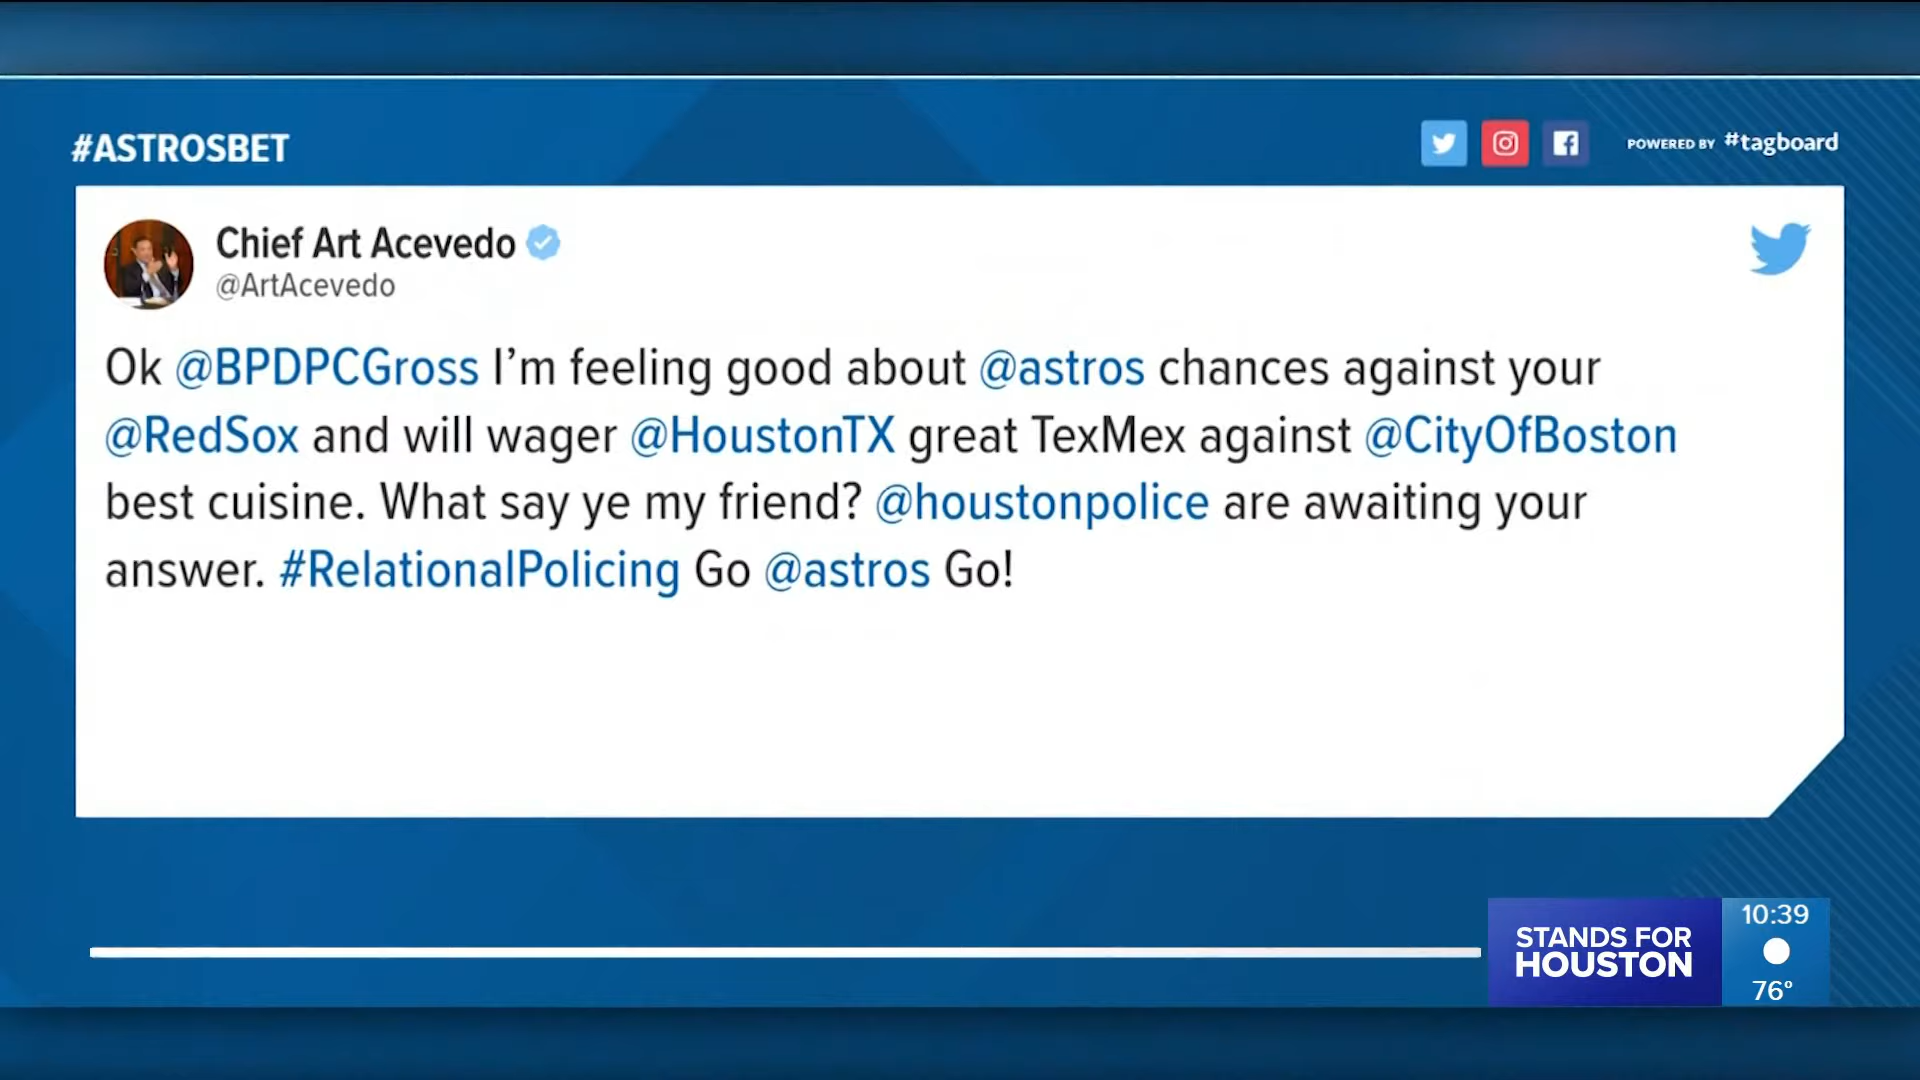 #ASTROSBET
POWERED BY #tagboard
Chief Art Acevedo
@ArtAcevedo
Ok @BPDPCGross I’m feeling good about @astros chances against your
@RedSox and will wager @HoustonTX great TexMex against @CityOfBoston
best cuisine. What say ye my friend? @houstonpolice are awaiting your
answer. #RelationalPolicing Go @astros Go!
STANDS FOR
HOUSTON
10:39
76°